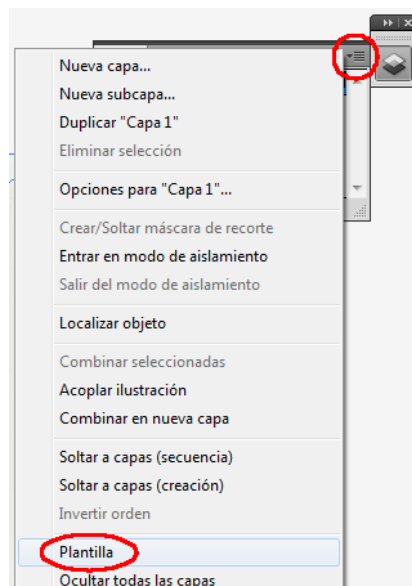 Nueva capa...
Nueva subcapa...
Duplicar "Capa 1"
Eliminar selección
Opciones para "Capa 1"...
Crear/Soltar máscara de recorte
Entrar en modo de aislamiento
Salir del modo de aislamiento
Localizar objeto
Combinar seleccionadas
Acoplar ilustración
Combinar en nueva capa
Soltar a capas (secuencia)
Soltar a capas (creación)
Invertir orden
Plantilla
Ocultar todas las capas